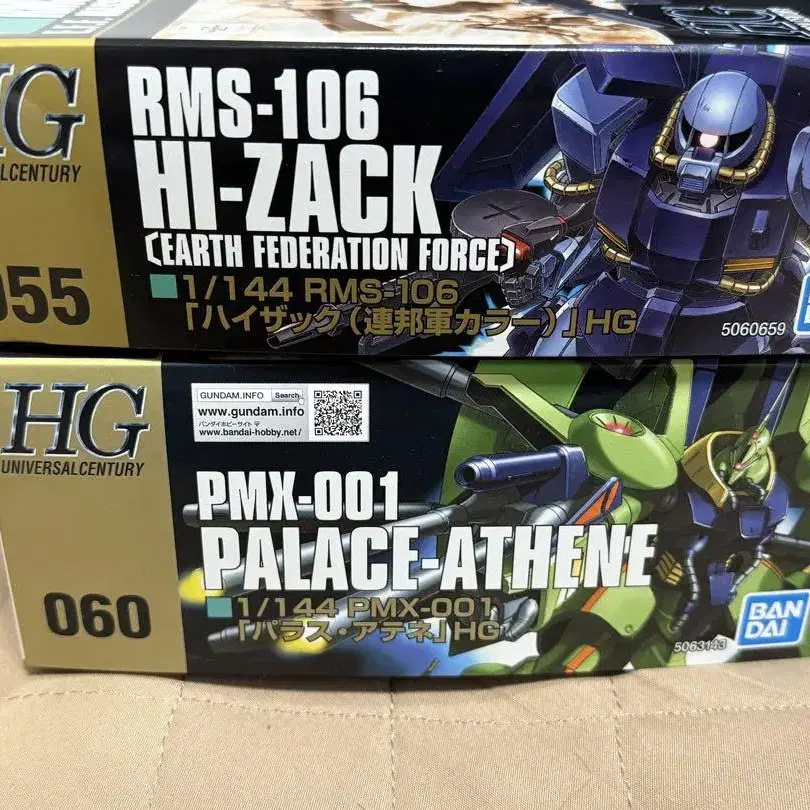 HG
UNIVERSALCENTURY
055
RMS-106
HI-ZACK
[EARTH FEDERATION FORCE]
1/144 RMS-106
「ハイザック(連邦軍カラー)」HG
5060659
HG
UNIVERSALCENTURY
060
GUNDAM.INFO Search
www.gundam.info
バンダイホビーサイト
www.bandai-hobby.net/
PMX-001
PALACE-ATHENE
1/144 PMX-001
「パラス・アテネ」HG
5063143
BAN
DAI